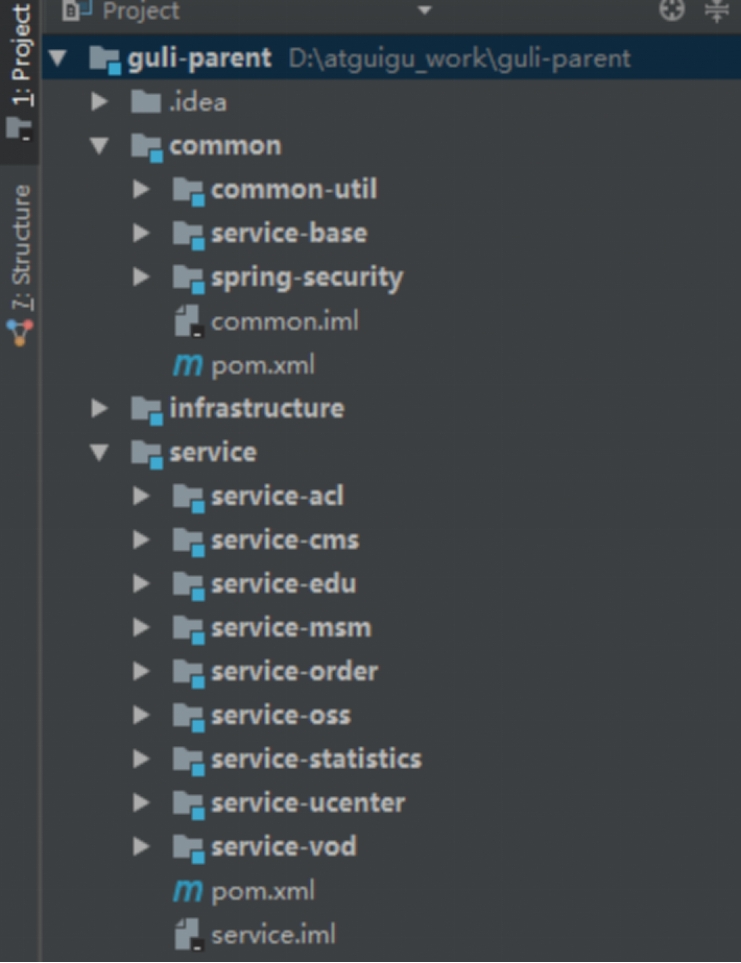 Project
1: Project
7: Structure
guli-parent D:\atguigu_work\guli-parent
.idea
common
common-util
service-base
spring-security
common.iml
pom.xml
infrastructure
service
service-acl
service-cms
service-edu
service-msm
service-order
service-oss
service-statistics
service-ucenter
service-vod
pom.xml
service.iml